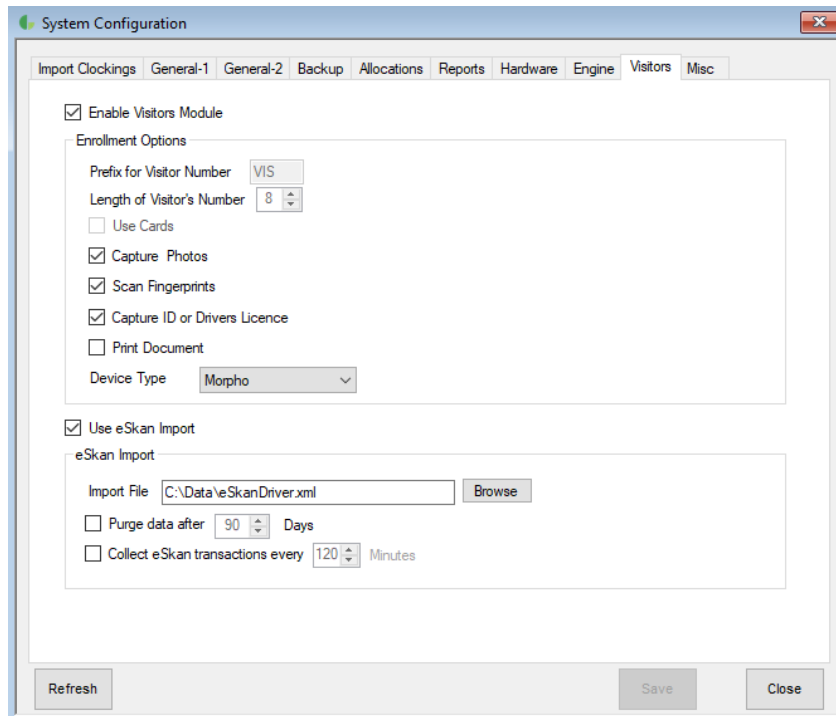 System Configuration
Import Clockings General-1 General-2 Backup Allocations Reports Hardware Engine Visitors Misc
Enable Visitors Module
Enrollment Options
Prefix for Visitor Number VIS
Length of Visitor's Number 8
Use Cards
Capture Photos
Scan Fingerprints
Capture ID or Drivers Licence
Print Document
Device Type Morpho
Use eSkan Import
eSkan Import
Import File C:\Data\eSkanDriver.xml Browse
Purge data after 90 Days
Collect eSkan transactions every 120 Minutes
Refresh Save Close